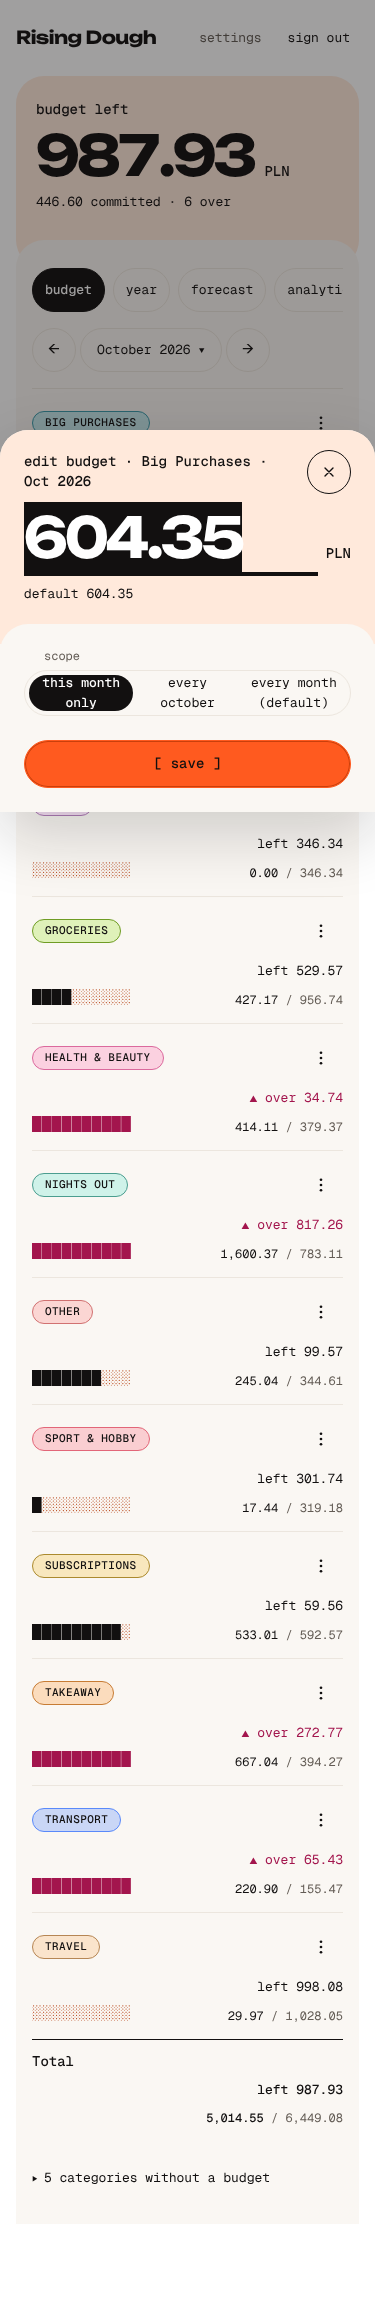 Rising Dough settings sign out
budget left
987.93 PLN
446.60 committed · 6 over
budget year forecast analyti
← October 2026 ▾ →
BIG PURCHASES
edit budget · Big Purchases ·
Oct 2026
604.35 PLN
default 604.35
scope
this month only
every october
every month (default)
[ save ]
left 346.34
0.00 / 346.34
GROCERIES
left 529.57
427.17 / 956.74
HEALTH & BEAUTY
▲ over 34.74
414.11 / 379.37
NIGHTS OUT
▲ over 817.26
1,600.37 / 783.11
OTHER
left 99.57
245.04 / 344.61
SPORT & HOBBY
left 301.74
17.44 / 319.18
SUBSCRIPTIONS
left 59.56
533.01 / 592.57
TAKEAWAY
▲ over 272.77
667.04 / 394.27
TRANSPORT
▲ over 65.43
220.90 / 155.47
TRAVEL
left 998.08
29.97 / 1,028.05
Total
left 987.93
5,014.55 / 6,449.08
▸ 5 categories without a budget